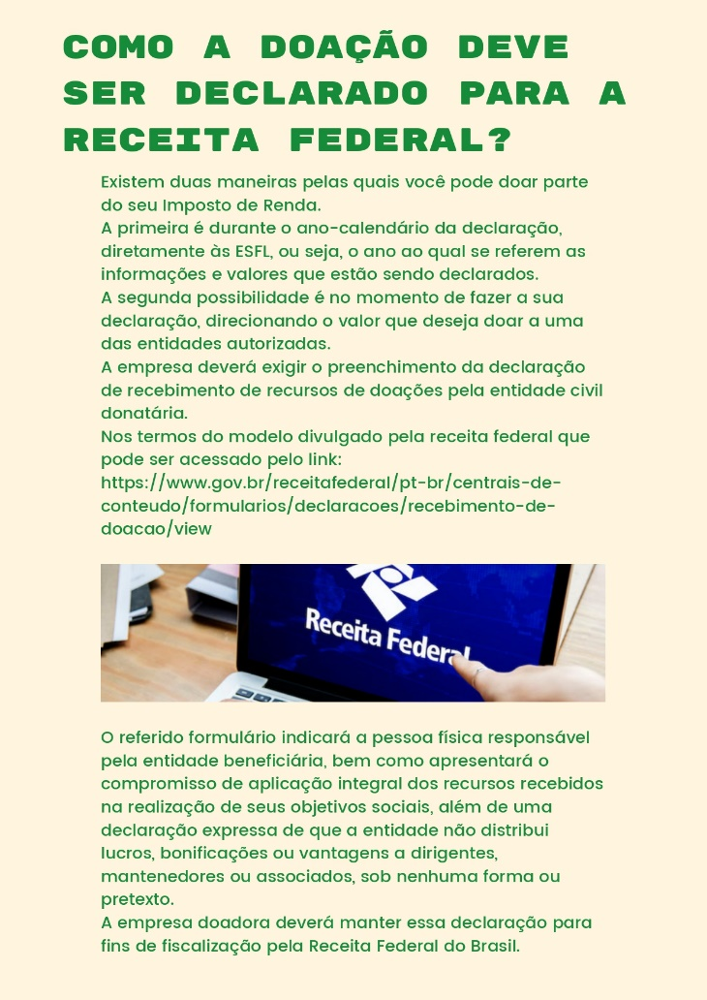 COMO A DOAÇÃO DEVE
SER DECLARADO PARA A
RECEITA FEDERAL?
Existem duas maneiras pelas quais você pode doar parte
do seu Imposto de Renda.
A primeira é durante o ano-calendário da declaração,
diretamente às ESFL, ou seja, o ano ao qual se referem as
informações e valores que estão sendo declarados.
A segunda possibilidade é no momento de fazer a sua
declaração, direcionando o valor que deseja doar a uma
das entidades autorizadas.
A empresa deverá exigir o preenchimento da declaração
de recebimento de recursos de doações pela entidade civil
donatária.
Nos termos do modelo divulgado pela receita federal que
pode ser acessado pelo link:
https://www.gov.br/receitafederal/pt-br/centrais-de-
conteudo/formularios/declaracoes/recebimento-de-
doacao/view
Receita Federal
O referido formulário indicará a pessoa física responsável
pela entidade beneficiária, bem como apresentará o
compromisso de aplicação integral dos recursos recebidos
na realização de seus objetivos sociais, além de uma
declaração expressa de que a entidade não distribui
lucros, bonificações ou vantagens a dirigentes,
mantenedores ou associados, sob nenhuma forma ou
pretexto.
A empresa doadora deverá manter essa declaração para
fins de fiscalização pela Receita Federal do Brasil.